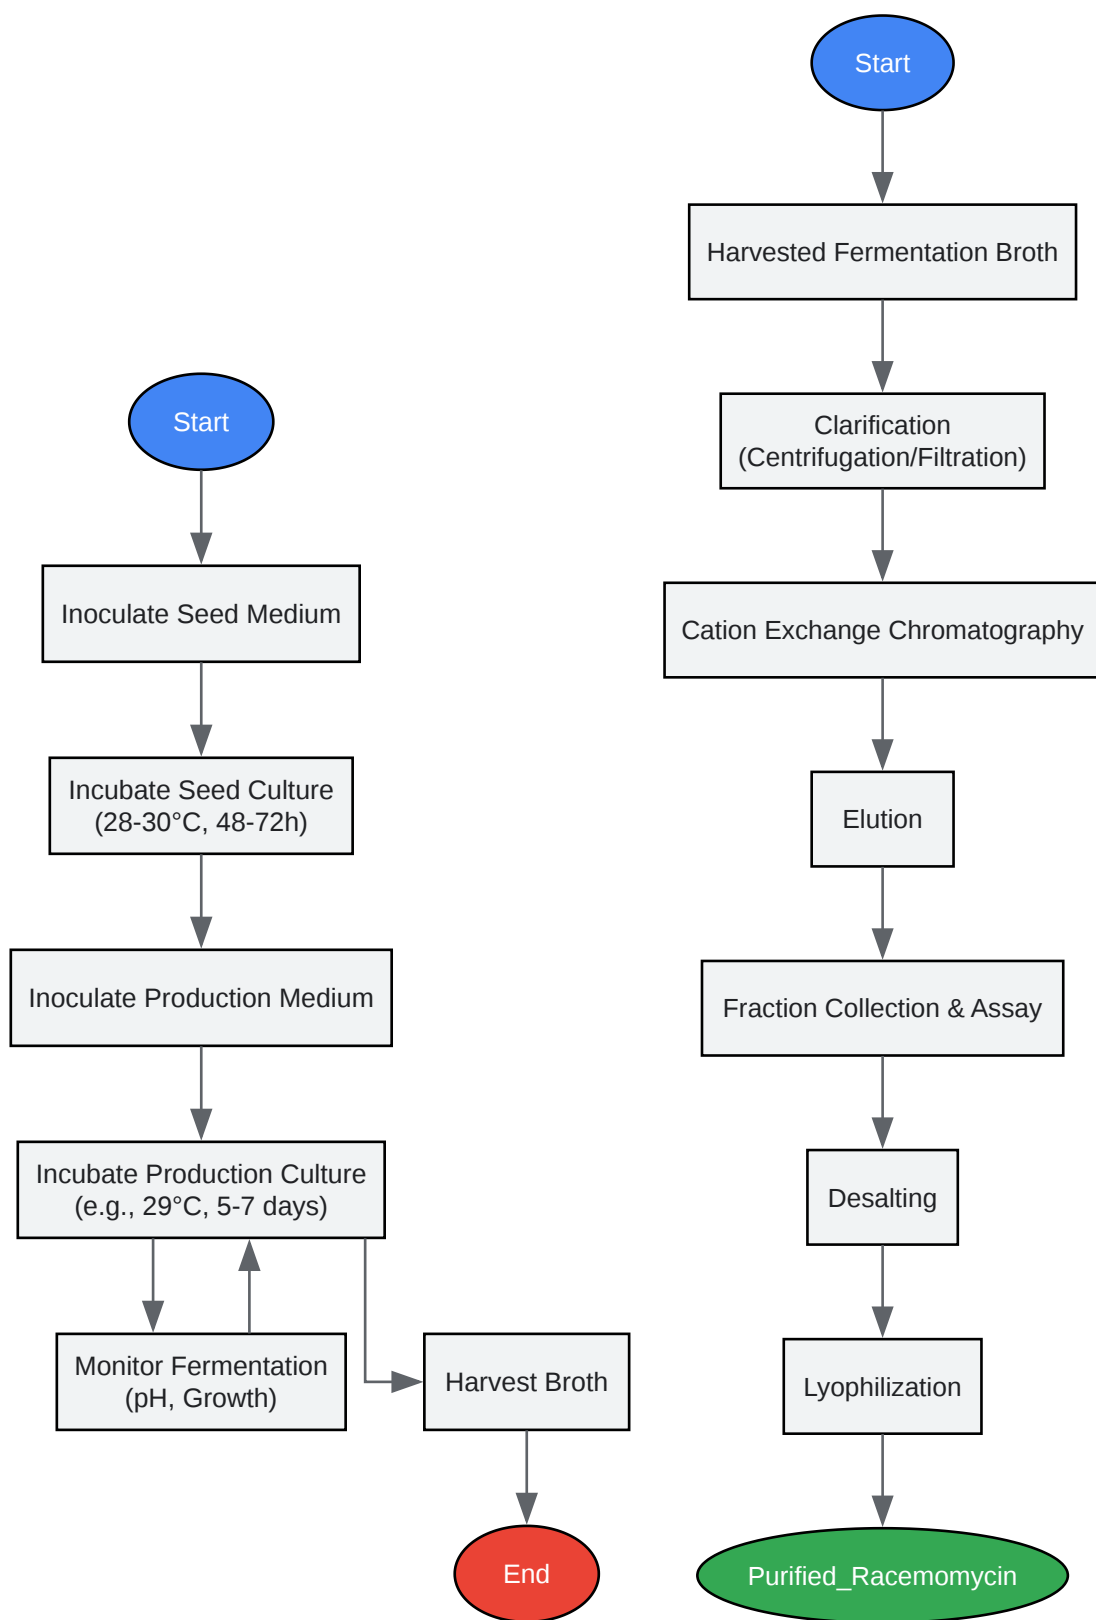 Start
Inoculate Seed Medium
Incubate Seed Culture
(28-30°C, 48-72h)
Inoculate Production Medium
Incubate Production Culture
(e.g., 29°C, 5-7 days)
Monitor Fermentation
(pH, Growth)
Harvest Broth
End
Start
Harvested Fermentation Broth
Clarification
(Centrifugation/Filtration)
Cation Exchange Chromatography
Elution
Fraction Collection & Assay
Desalting
Lyophilization
Purified_Racemomycin